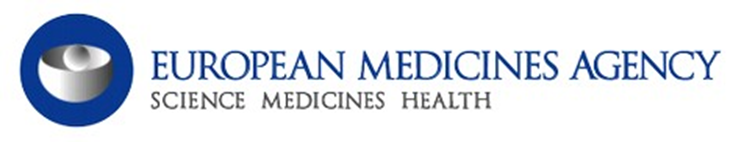 EUROPEAN MEDICINES AGENCY
SCIENCE MEDICINES HEALTH